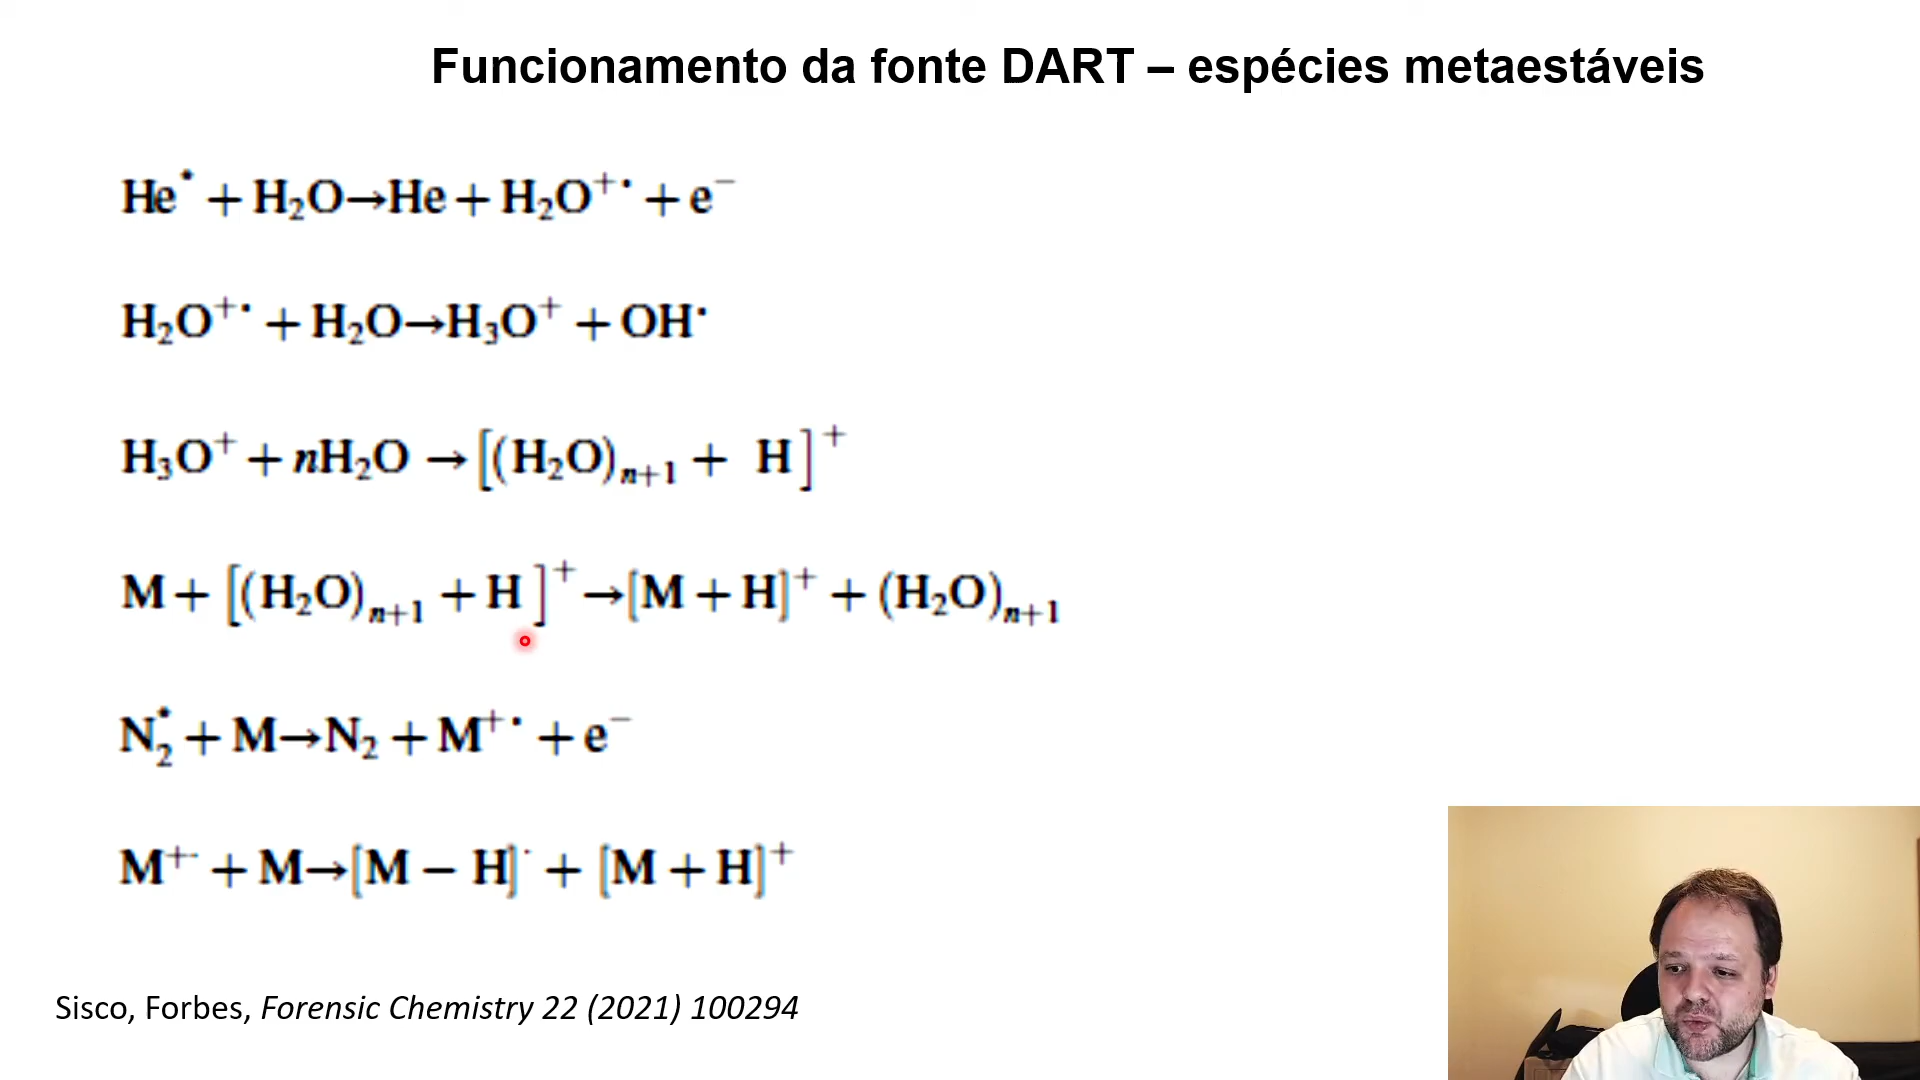 Funcionamento da fonte DART – espécies metaestáveis
He* + H₂O→He + H₂O⁺˙ + e⁻
H₂O⁺˙ + H₂O→H₃O⁺ + OH˙
H₃O⁺ + nH₂O → [(H₂O)ₙ₊₁ + H]⁺
M + [(H₂O)ₙ₊₁ + H]⁺→[M + H]⁺ + (H₂O)ₙ₊₁
N₂* + M→N₂ + M⁺˙ + e⁻
M⁺˙ + M→[M − H]˙ + [M + H]⁺
Sisco, Forbes, Forensic Chemistry 22 (2021) 100294